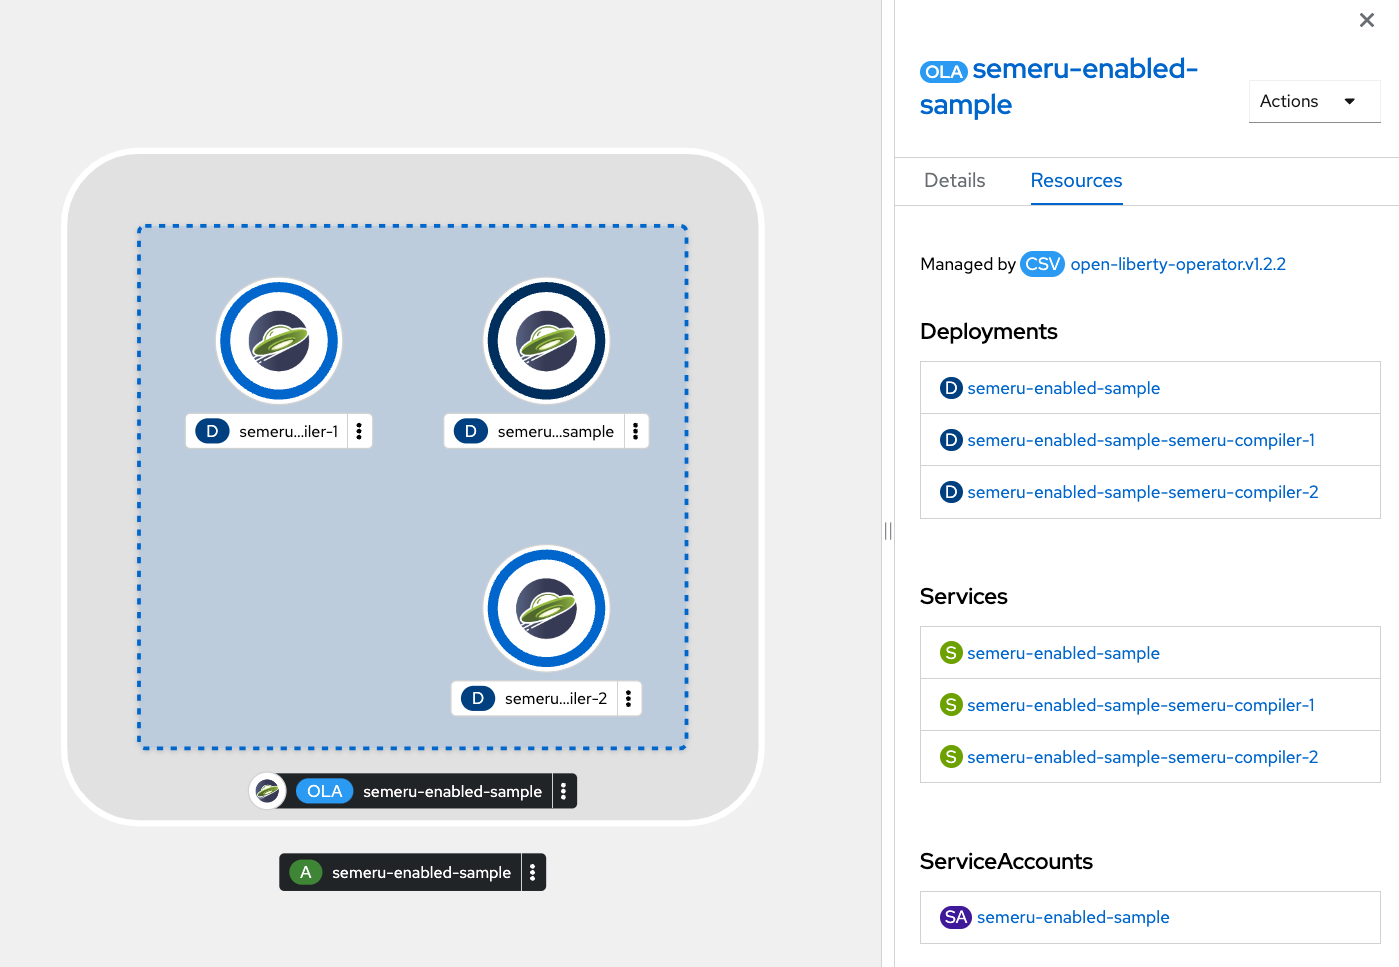 D semeru...iler-1
D semeru...sample
D semeru...iler-2
OLA semeru-enabled-sample
A semeru-enabled-sample
OLA semeru-enabled-
sample
Actions
Details Resources
Managed by CSV open-liberty-operator.v1.2.2
Deployments
D semeru-enabled-sample
D semeru-enabled-sample-semeru-compiler-1
D semeru-enabled-sample-semeru-compiler-2
Services
S semeru-enabled-sample
S semeru-enabled-sample-semeru-compiler-1
S semeru-enabled-sample-semeru-compiler-2
ServiceAccounts
SA semeru-enabled-sample